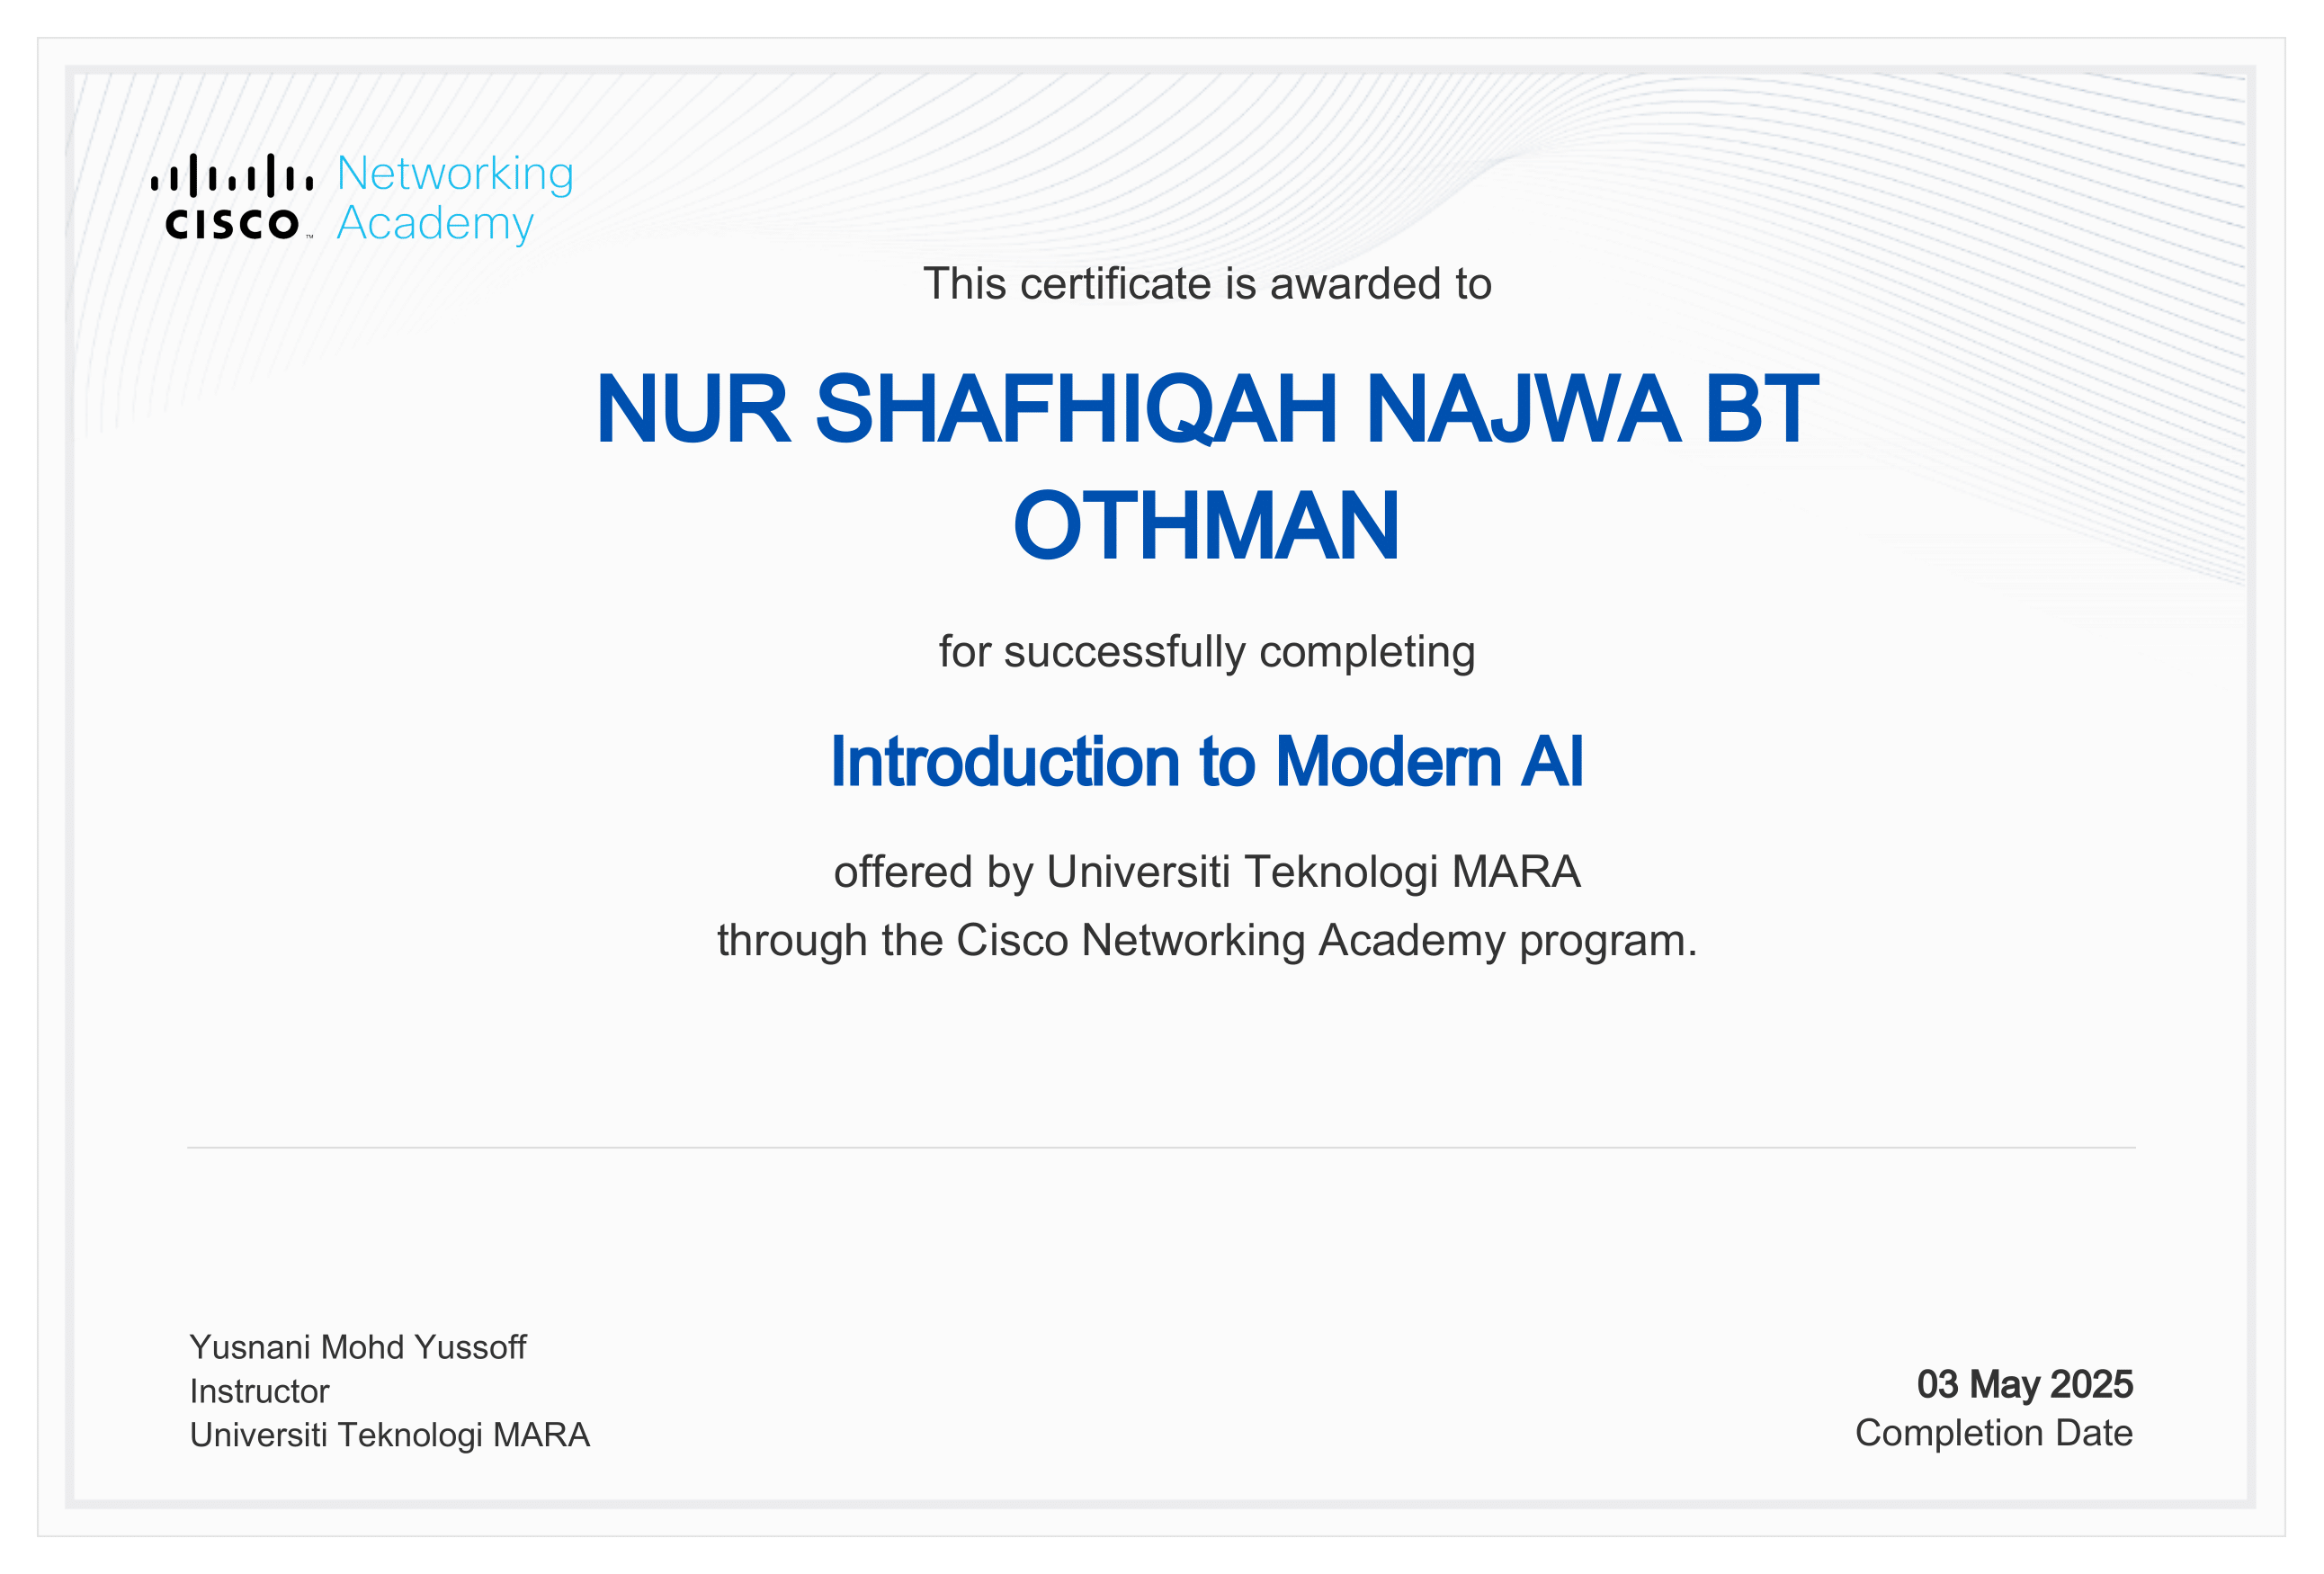 Networking
Academy
CISCO™
This certificate is awarded to
NUR SHAFHIQAH NAJWA BT
OTHMAN
for successfully completing
Introduction to Modern AI
offered by Universiti Teknologi MARA
through the Cisco Networking Academy program.
Yusnani Mohd Yussoff
Instructor
Universiti Teknologi MARA
03 May 2025
Completion Date